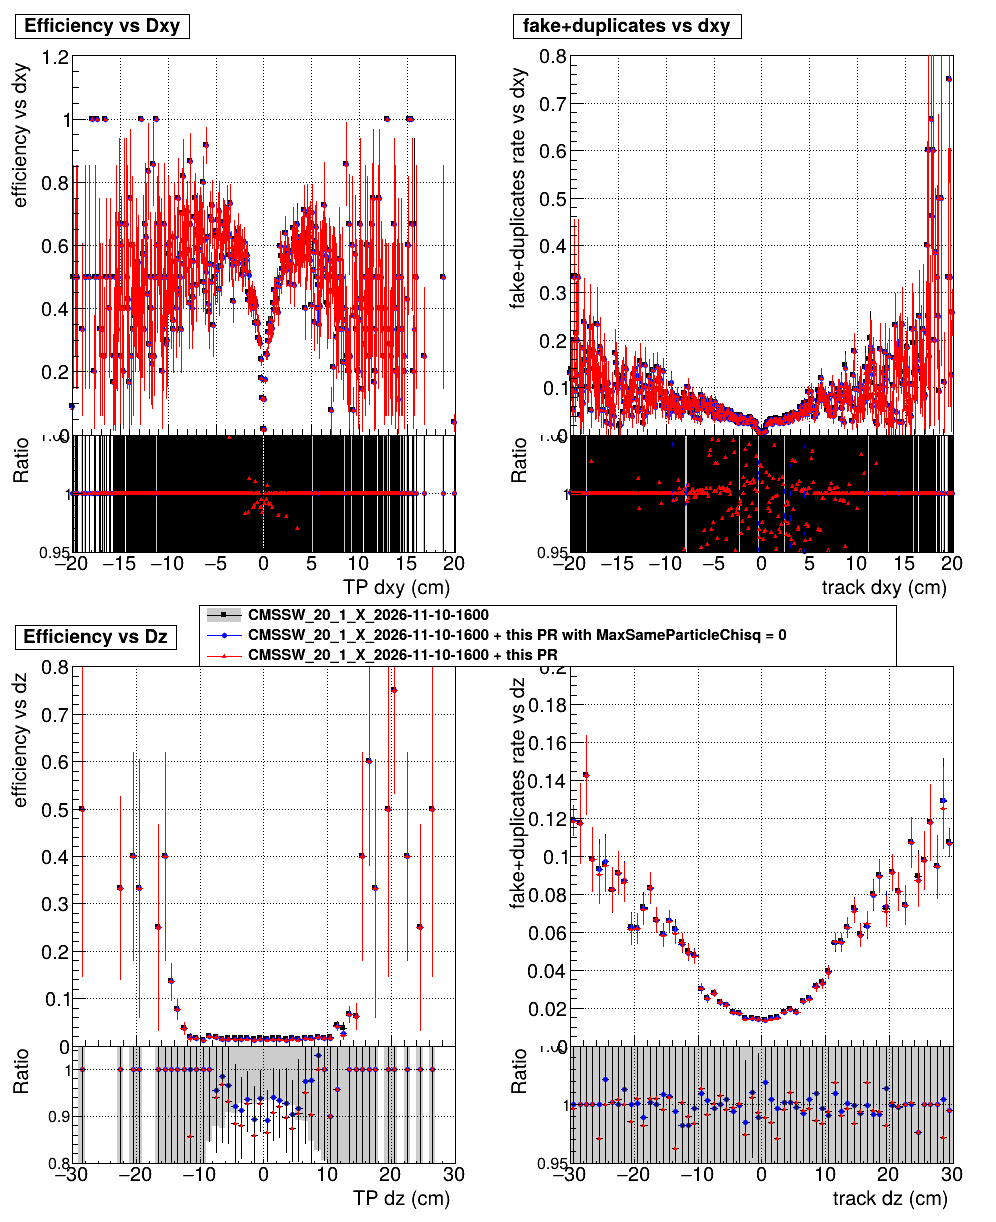 Efficiency vs Dxy
fake+duplicates vs dxy
efficiency vs dxy
1.2
1
0.8
0.6
0.4
0.2
0
Ratio
1
0.95
−20 −15 −10 −5 0 5 10 15 20
TP dxy (cm)
fake+duplicates rate vs dxy
0.8
0.7
0.6
0.5
0.4
0.3
0.2
0.1
0
Ratio
1
0.95
−20 −15 −10 −5 0 5 10 15 20
track dxy (cm)
CMSSW_20_1_X_2026-11-10-1600
CMSSW_20_1_X_2026-11-10-1600 + this PR with MaxSameParticleChisq = 0
CMSSW_20_1_X_2026-11-10-1600 + this PR
Efficiency vs Dz
efficiency vs dz
0.8
0.7
0.6
0.5
0.4
0.3
0.2
0.1
0
Ratio
1
0.9
0.8
−30 −20 −10 0 10 20 30
TP dz (cm)
fake+duplicates rate vs dz
0.2
0.18
0.16
0.14
0.12
0.1
0.08
0.06
0.04
0.02
0
Ratio
1
0.95
−30 −20 −10 0 10 20 30
track dz (cm)